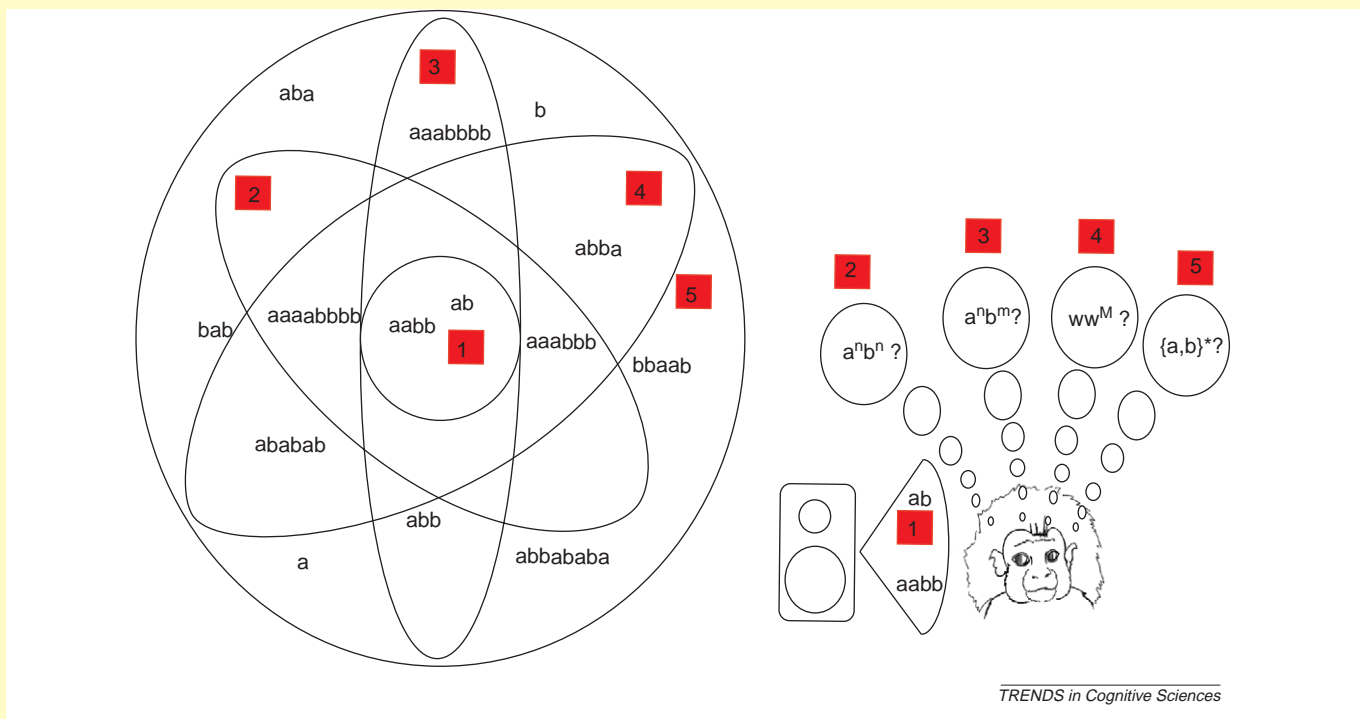 3
aba
b
aaabbbb
2
4
abba
5
ab
aaaabbbb
aabb
1
aaabbb
bab
bbaab
ababab
abb
abbababa
a
3
4
2
5
aⁿbᵐ?
wwᴹ ?
aⁿbⁿ ?
{a,b}*?
ab
1
aabb
TRENDS in Cognitive Sciences